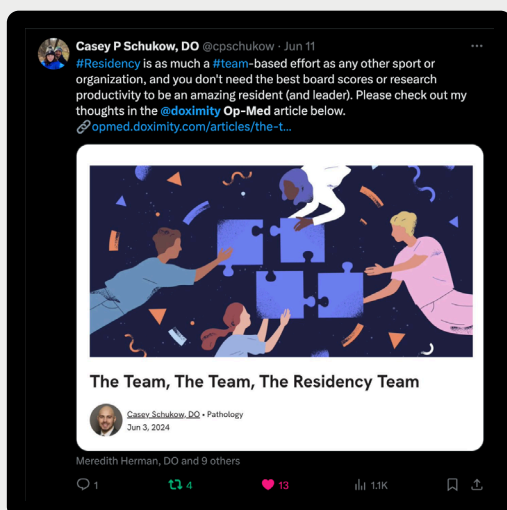 Casey P Schukow, DO @cpschukow · Jun 11
#Residency is as much a #team-based effort as any other sport or
organization, and you don't need the best board scores or research
productivity to be an amazing resident (and leader). Please check out my
thoughts in the @doximity Op-Med article below.
opmed.doximity.com/articles/the-t...
The Team, The Team, The Residency Team
Casey Schukow, DO • Pathology
Jun 3, 2024
Meredith Herman, DO and 9 others
1 4 13 1.1K